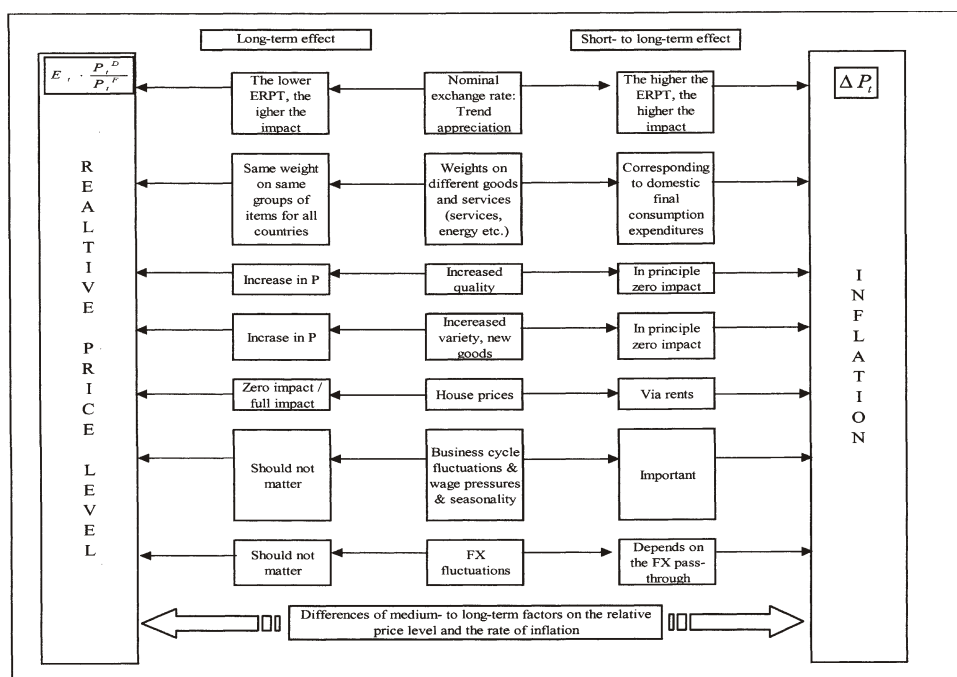 Long-term effect
Short- to long-term effect
E t · P t D / P t F
Δ P t
The lower
ERPT, the
igher the
impact
Nominal
exchange rate:
Trend
appreciation
The higher the
ERPT, the
higher the
impact
Same weight
on same
groups of
items for all
countries
Weights on
different goods
and services
(services,
energy etc.)
Corresponding
to domestic
final
consumption
expenditures
Increase in P
Increased
quality
In principle
zero impact
Incrase in P
Incereased
variety, new
goods
In principle
zero impact
Zero impact /
full impact
House prices
Via rents
Should not
matter
Business cycle
fluctuations &
wage pressures
& seasonality
Important
Should not
matter
FX
fluctuations
Depends on
the FX pass-
through
REALTIVE PRICE LEVEL
INFLATION
Differences of medium- to long-term factors on the relative
price level and the rate of inflation